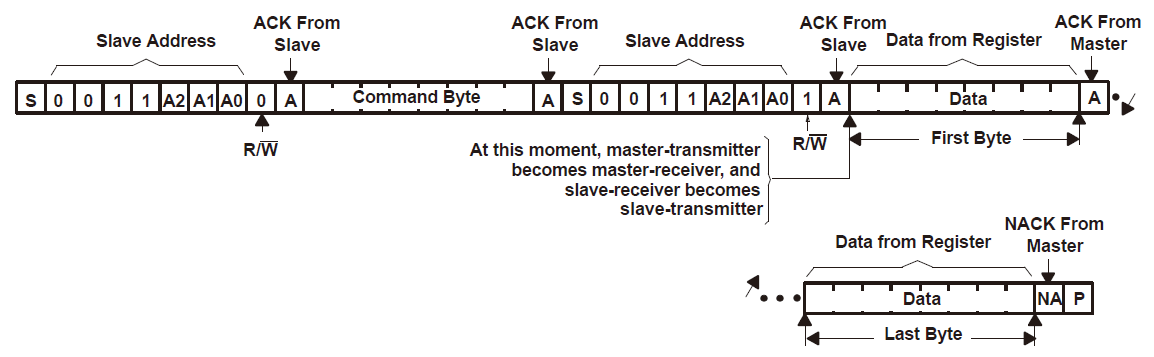 ACK From
Slave
ACK From
Slave
ACK From
Slave
ACK From
Master
Slave Address
Slave Address
Data from Register
S 0 0 1 1 A2 A1 A0 0 A Command Byte A S 0 0 1 1 A2 A1 A0 1 A Data A
R/W̅
R/W̅
First Byte
At this moment, master-transmitter
becomes master-receiver, and
slave-receiver becomes
slave-transmitter
NACK From
Master
Data from Register
Data NA P
Last Byte